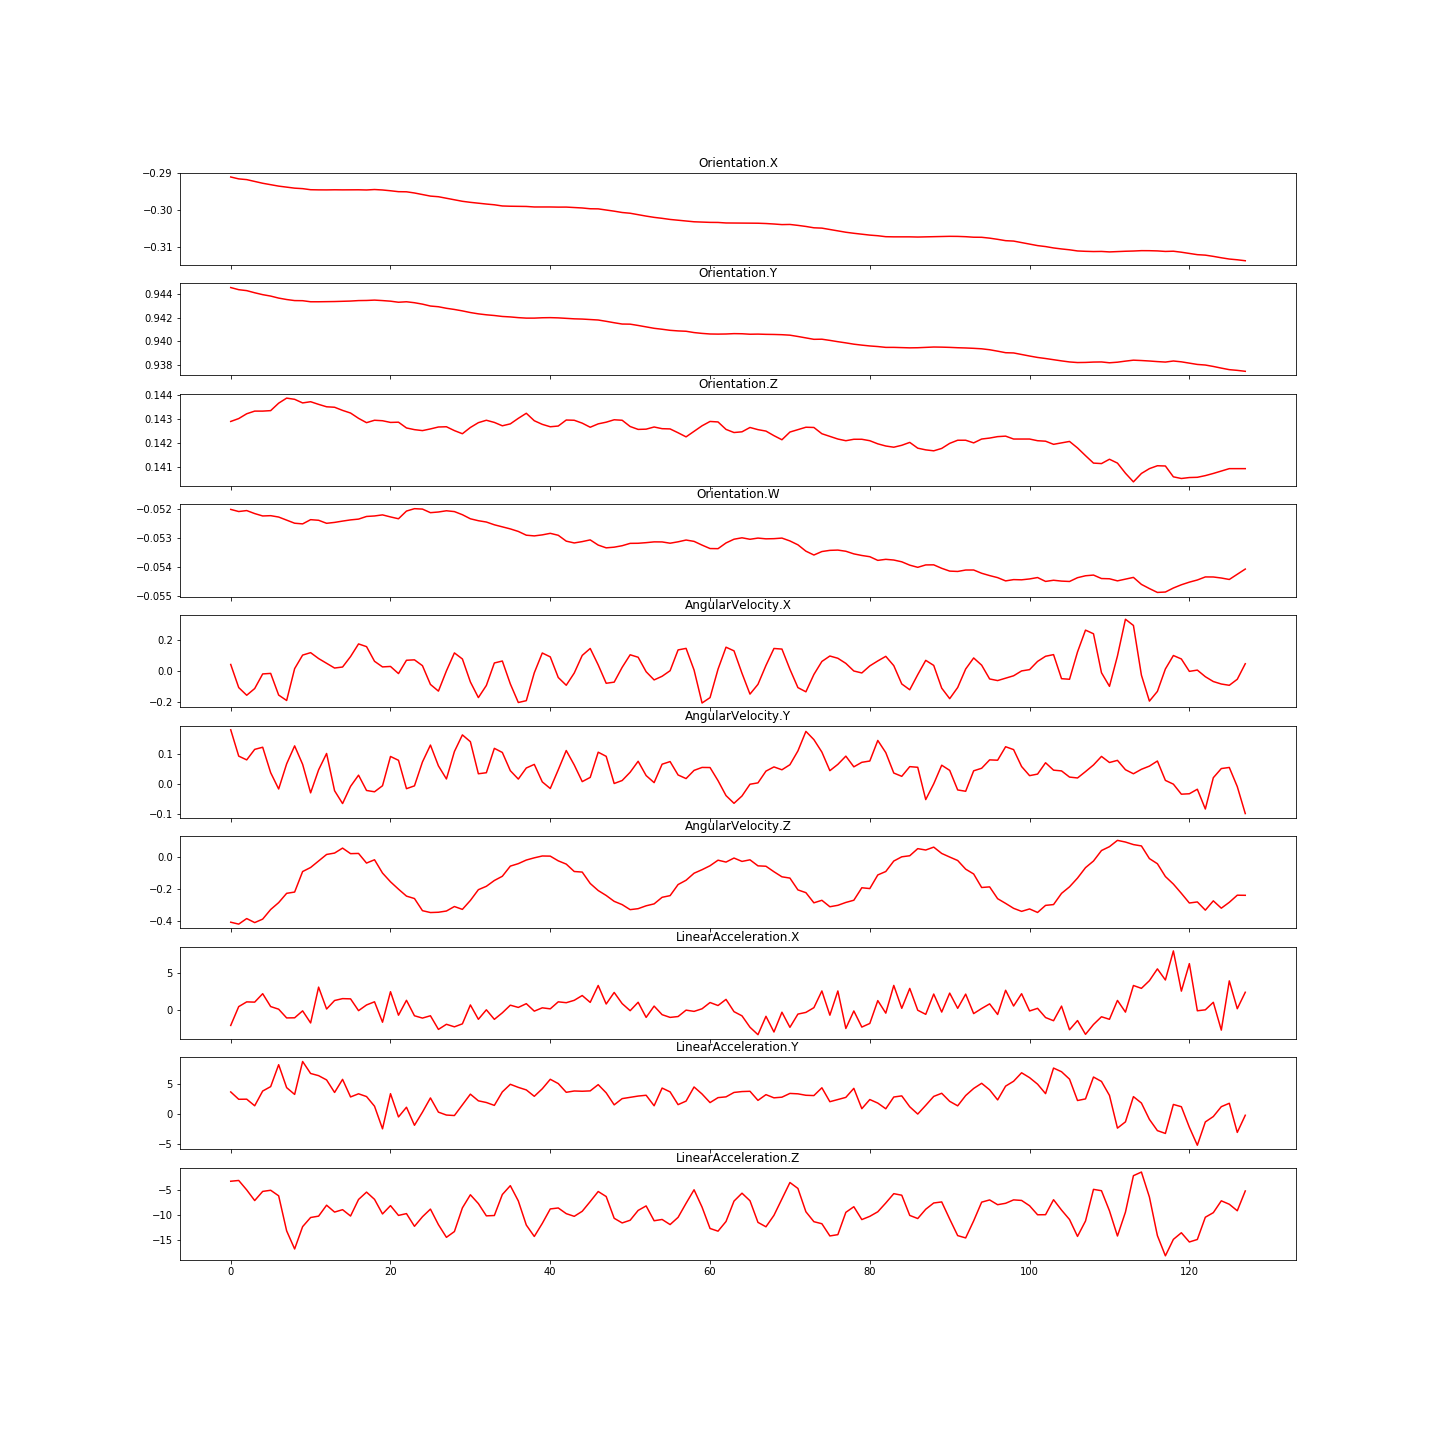 Orientation.X
−0.29
−0.30
−0.31
Orientation.Y
0.944
0.942
0.940
0.938
Orientation.Z
0.144
0.143
0.142
0.141
Orientation.W
−0.052
−0.053
−0.054
−0.055
AngularVelocity.X
0.2
0.0
−0.2
AngularVelocity.Y
0.1
0.0
−0.1
AngularVelocity.Z
0.0
−0.2
−0.4
LinearAcceleration.X
5
0
LinearAcceleration.Y
5
0
−5
LinearAcceleration.Z
−5
−10
−15
0 20 40 60 80 100 120